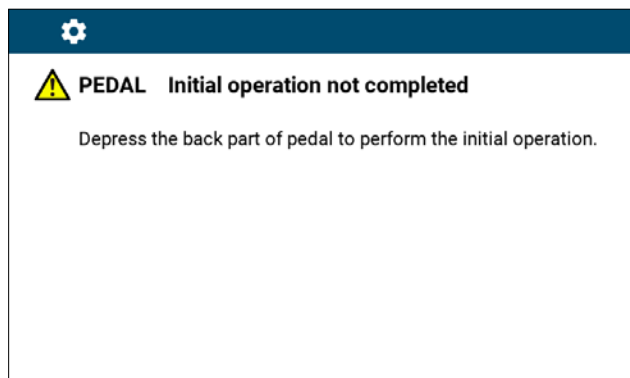 PEDAL Initial operation not completed
Depress the back part of pedal to perform the initial operation.